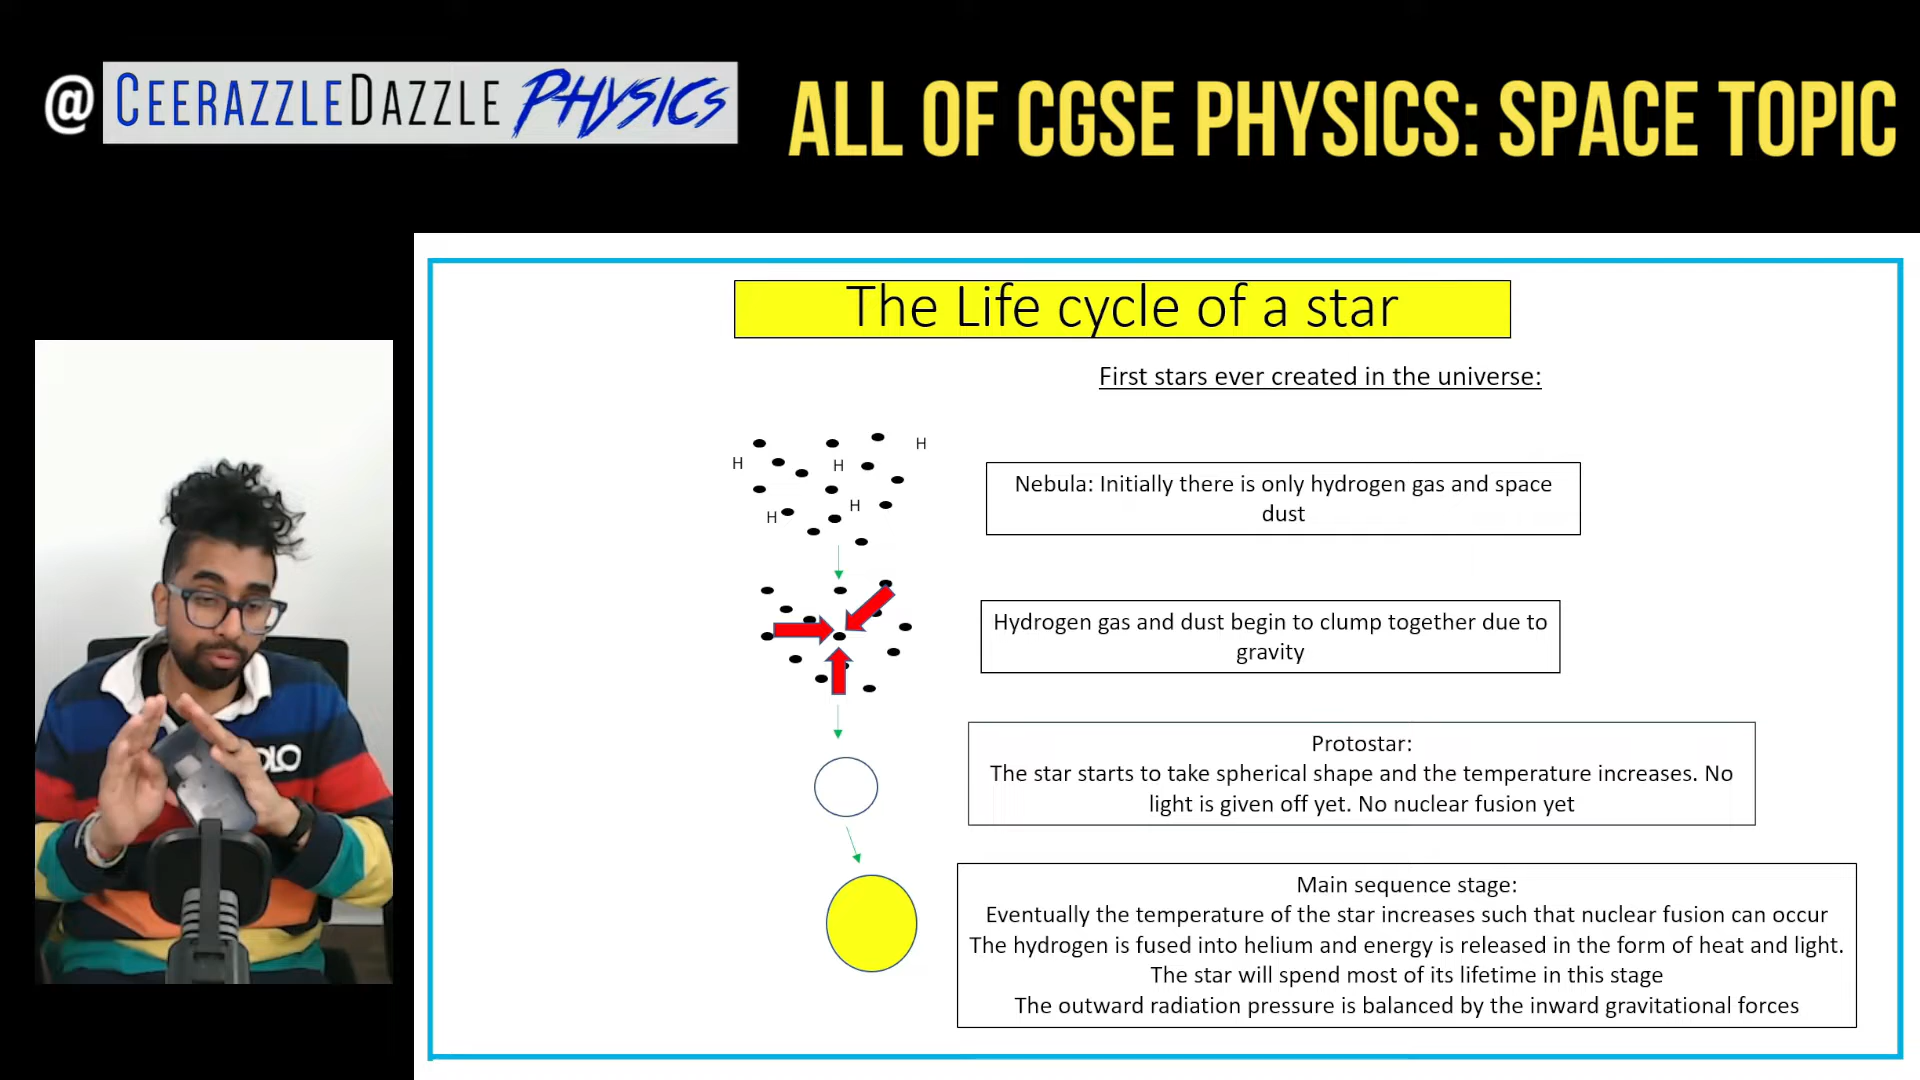 @ CEERAZZLEDAZZLE PHYSICS
ALL OF CGSE PHYSICS: SPACE TOPIC
The Life cycle of a star
First stars ever created in the universe:
H
H
H
H
H
Nebula: Initially there is only hydrogen gas and space
dust
Hydrogen gas and dust begin to clump together due to
gravity
Protostar:
The star starts to take spherical shape and the temperature increases. No
light is given off yet. No nuclear fusion yet
Main sequence stage:
Eventually the temperature of the star increases such that nuclear fusion can occur
The hydrogen is fused into helium and energy is released in the form of heat and light.
The star will spend most of its lifetime in this stage
The outward radiation pressure is balanced by the inward gravitational forces